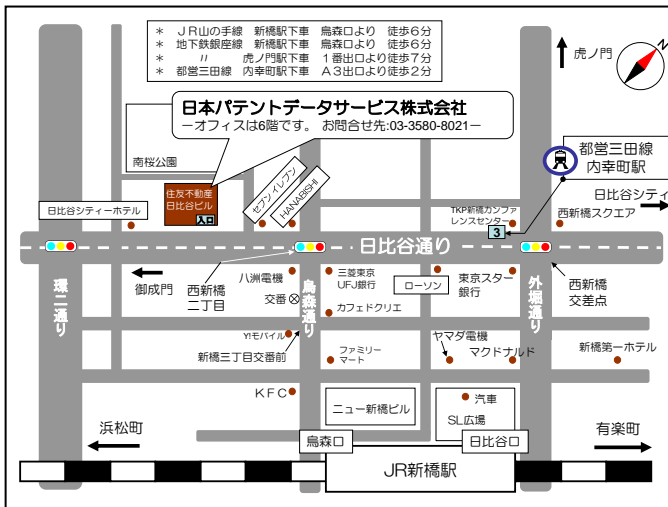 ＊ ＪＲ山の手線 新橋駅下車 烏森口より 徒歩６分
＊ 地下鉄銀座線 新橋駅下車 烏森口より 徒歩６分
＊ 〃 虎ノ門駅下車 １番出口より徒歩７分
＊ 都営三田線 内幸町駅下車 Ａ３出口より徒歩２分
N
虎ノ門
日本パテントデータサービス株式会社
－オフィスは6階です。 お問合せ先:03-3580-8021－
都営三田線
内幸町駅
南桜公園
住友不動産
日比谷ビル
入口
セブンイレブン
HANABISHI
日比谷シティ
日比谷シティーホテル
TKP新橋カンファ
レンスセンター
西新橋スクエア
3
日比谷通り
御成門
西新橋
二丁目
八洲電機
交番
三菱東京
UFJ銀行
カフェドクリエ
ローソン
東京スター
銀行
西新橋
交差点
環二通り
烏森通り
外堀通り
Y!モバイル
新橋三丁目交番前
ファミリー
マート
ヤマダ電機
マクドナルド
新橋第一ホテル
ＫＦＣ
ニュー新橋ビル
汽車
SL広場
浜松町
烏森口
日比谷口
有楽町
JR新橋駅